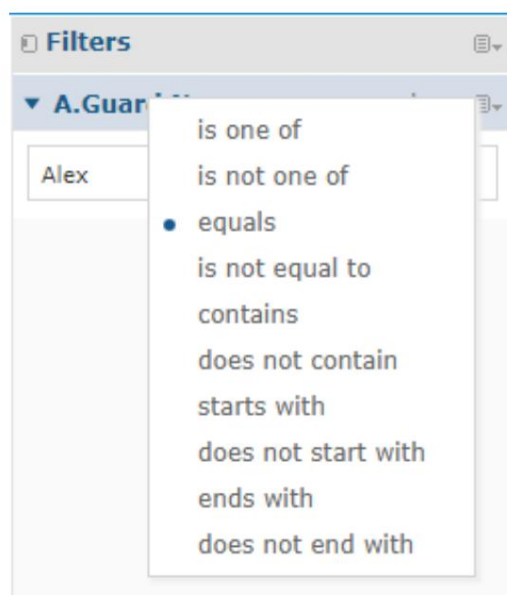 Filters
A.Guard
is one of
is not one of
Alex
equals
is not equal to
contains
does not contain
starts with
does not start with
ends with
does not end with